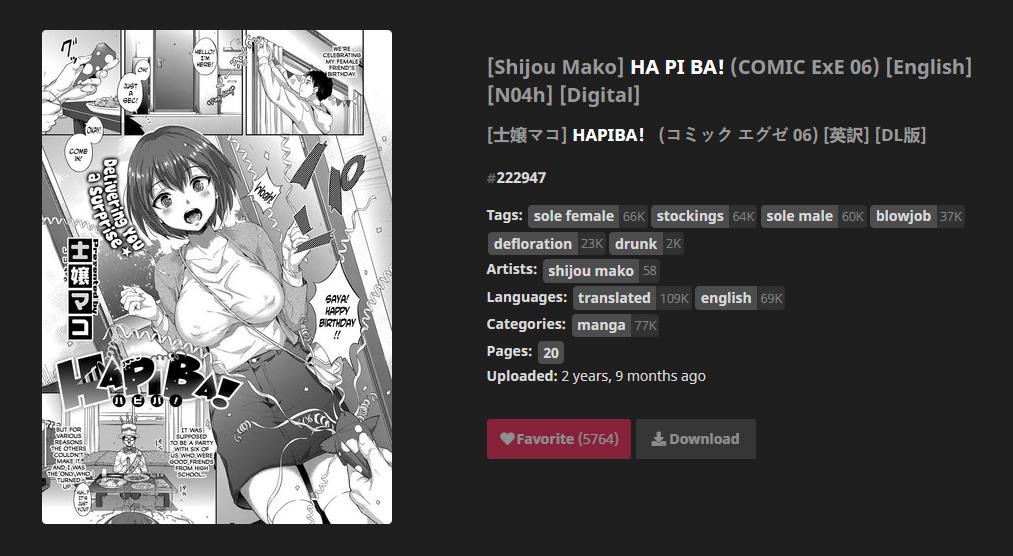 WE'RE CELEBRATING MY FEMALE FRIEND'S BIRTHDAY.
HELLO! I'M HERE!
OH!
JUST A SEC!
OKAY!
COME IN!
Delivering You a Surprise
Presented by
士嬢マコ
Woah!
SAYA! HAPPY BIRTHDAY !!
HAPIBA!
ハピバ!
IT WAS SUPPOSED TO BE A PARTY WITH SIX OF US WHO WERE GOOD FRIENDS FROM HIGH SCHOOL...
BUT FOR VARIOUS REASONS THE OTHERS COULDN'T MAKE IT, AND I WAS THE ONLY WHO TURNED UP.
[Shijou Mako] HA PI BA! (COMIC ExE 06) [English]
[N04h] [Digital]
[士嬢マコ] HAPIBA! (コミック エグゼ 06) [英訳] [DL版]
#222947
Tags: sole female 66K stockings 64K sole male 60K blowjob 37K
defloration 23K drunk 2K
Artists: shijou mako 58
Languages: translated 109K english 69K
Categories: manga 77K
Pages: 20
Uploaded: 2 years, 9 months ago
Favorite (5764) Download